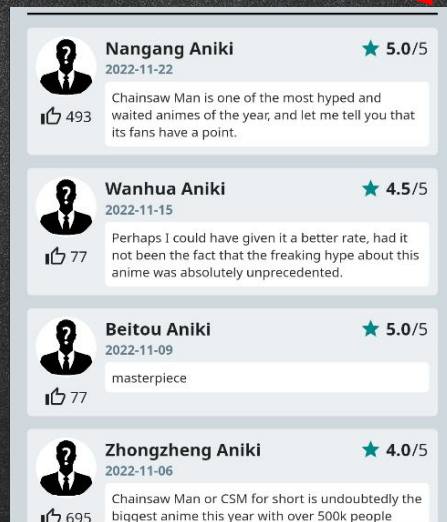 Nangang Aniki
5.0/5
2022-11-22
Chainsaw Man is one of the most hyped and
waited animes of the year, and let me tell you that
its fans have a point.
493
Wanhua Aniki
4.5/5
2022-11-15
Perhaps I could have given it a better rate, had it
not been the fact that the freaking hype about this
anime was absolutely unprecedented.
77
Beitou Aniki
5.0/5
2022-11-09
masterpiece
77
Zhongzheng Aniki
4.0/5
2022-11-06
Chainsaw Man or CSM for short is undoubtedly the
biggest anime this year with over 500k people
695